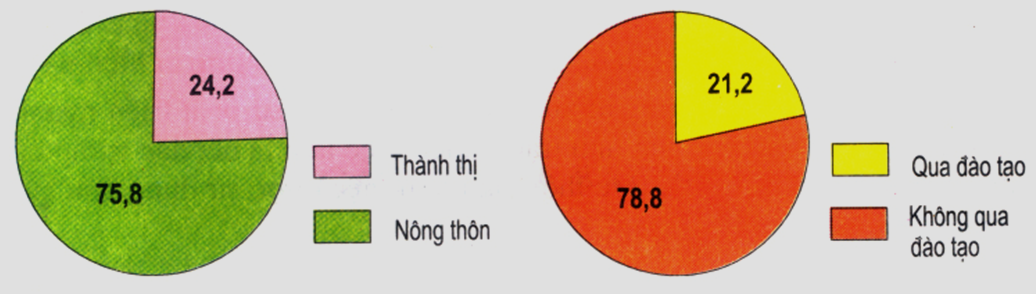 24,2
75,8
Thành thị
Nông thôn
21,2
78,8
Qua đào tạo
Không qua
đào tạo